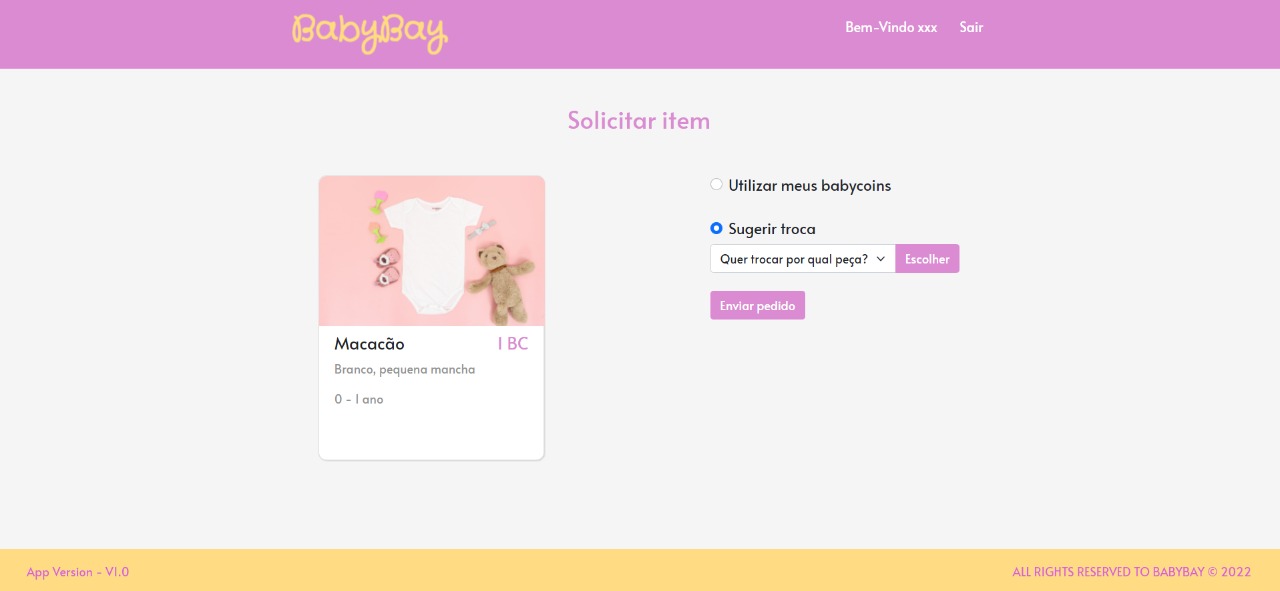 BabyBay
Bem-Vindo xxx
Sair
Solicitar item
Macacão
1 BC
Branco, pequena mancha
0 - 1 ano
Utilizar meus babycoins
Sugerir troca
Quer trocar por qual peça?
Escolher
Enviar pedido
App Version - V1.0
ALL RIGHTS RESERVED TO BABYBAY © 2022